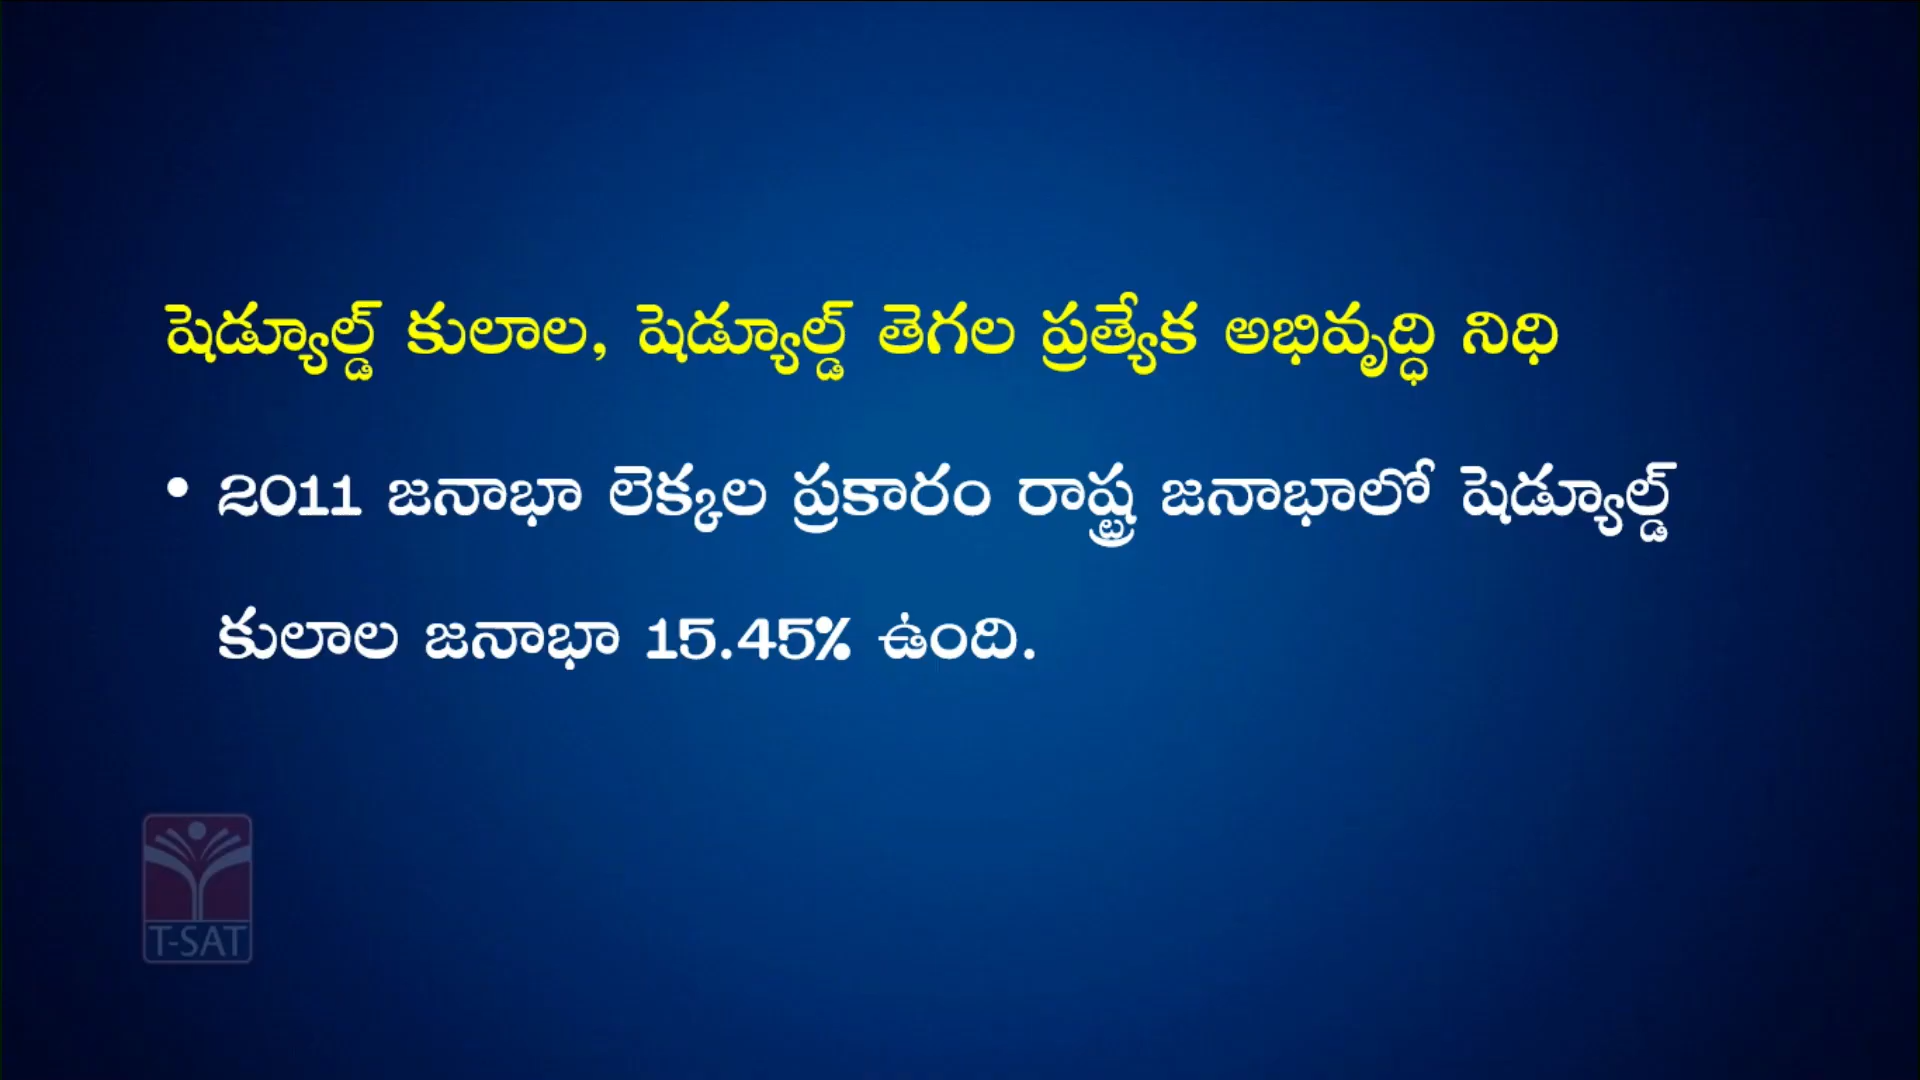 షెడ్యూల్డ్ కులాల, షెడ్యూల్డ్ తెగల ప్రత్యేక అభివృద్ధి నిధి
• 2011 జనాభా లెక్కల ప్రకారం రాష్ట్ర జనాభాలో షెడ్యూల్డ్
కులాల జనాభా 15.45% ఉంది.
T-SAT